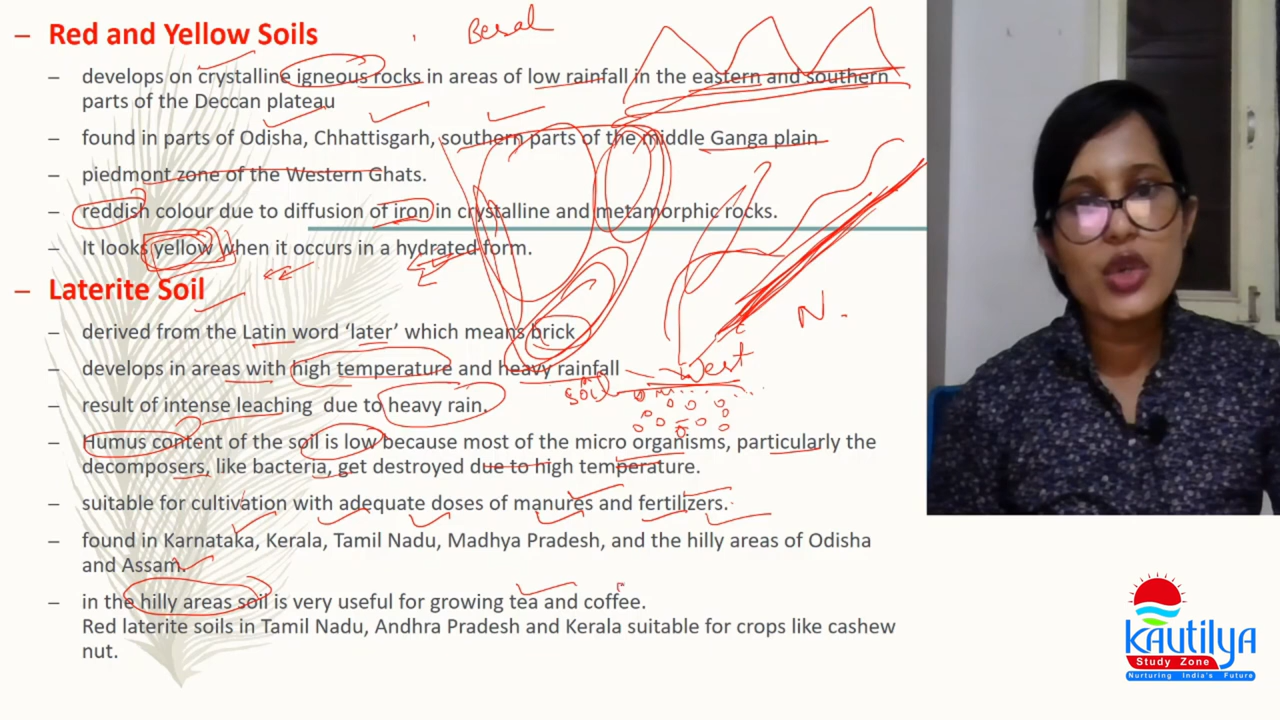 – Red and Yellow Soils
– develops on crystalline igneous rocks in areas of low rainfall in the eastern and southern
parts of the Deccan plateau
– found in parts of Odisha, Chhattisgarh, southern parts of the middle Ganga plain
– piedmont zone of the Western Ghats.
– reddish colour due to diffusion of iron in crystalline and metamorphic rocks.
– It looks yellow when it occurs in a hydrated form.
– Laterite Soil
– derived from the Latin word ‘later’ which means brick
– develops in areas with high temperature and heavy rainfall
– result of intense leaching due to heavy rain.
– Humus content of the soil is low because most of the micro organisms, particularly the
decomposers, like bacteria, get destroyed due to high temperature.
– suitable for cultivation with adequate doses of manures and fertilizers.
– found in Karnataka, Kerala, Tamil Nadu, Madhya Pradesh, and the hilly areas of Odisha
and Assam.
– in the hilly areas soil is very useful for growing tea and coffee.
Red laterite soils in Tamil Nadu, Andhra Pradesh and Kerala suitable for crops like cashew
nut.
N.
West
soil
kautilya
Study Zone
Nurturing India's Future